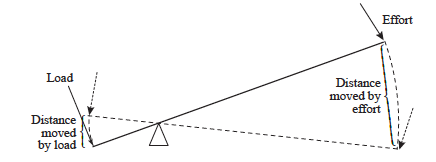 Effort
Load
Distance
moved by
effort
Distance
moved
by load